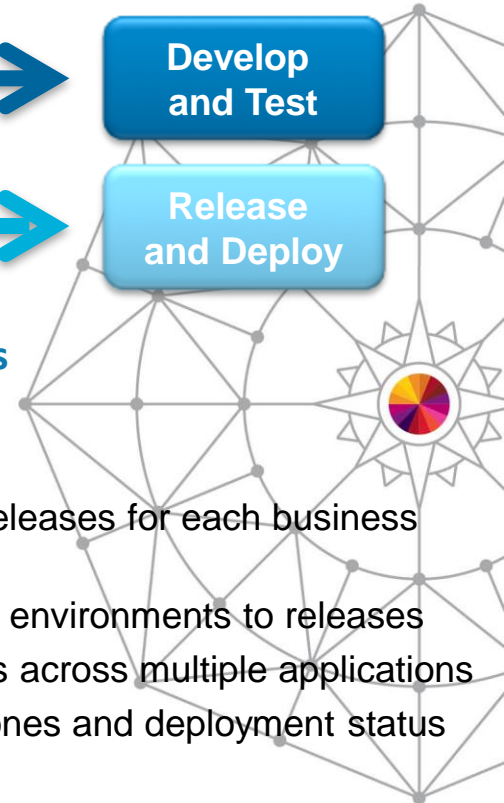 Develop
and Test
Release
and Deploy
s
eleases for each business
environments to releases
s across multiple applications
ones and deployment status